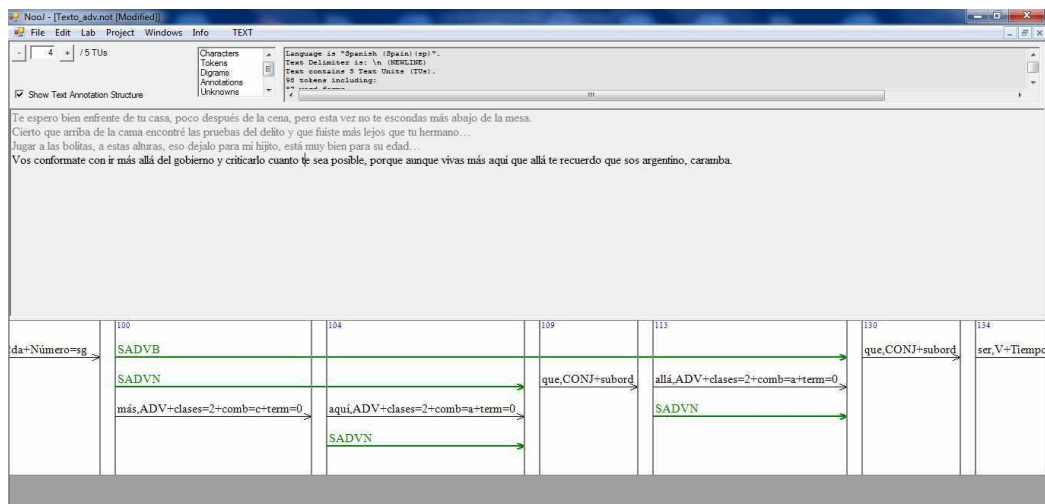 NooJ - [Texto_adv.not [Modified]]
File Edit Lab Project Windows Info TEXT
- 4 + / 5 TUs
Show Text Annotation Structure
Characters
Tokens
Digrams
Annotations
Unknowns
Language is "Spanish (Spain)(sp)".
Text Delimiter is: \n (NEWLINE)
Text contains 5 Text Units (TUs).
98 tokens including:
Te espero bien enfrente de tu casa, poco después de la cena, pero esta vez no te escondas más abajo de la mesa.
Cierto que arriba de la cama encontré las pruebas del delito y que fuiste más lejos que tu hermano…
Jugar a las bolitas, a estas alturas, eso dejalo para mi hijito, está muy bien para su edad…
Vos conformate con ir más allá del gobierno y criticarlo cuanto te sea posible, porque aunque vivas más aquí que allá te recuerdo que sos argentino, caramba.
100 104 109 113 130 134
da+Número=sg SADVB que,CONJ+subord ser,V+Tiempo
SADVN que,CONJ+subord allá,ADV+clases=2+comb=a+term=0
más,ADV+clases=2+comb=c+term=0 aquí,ADV+clases=2+comb=a+term=0 SADVN
SADVN